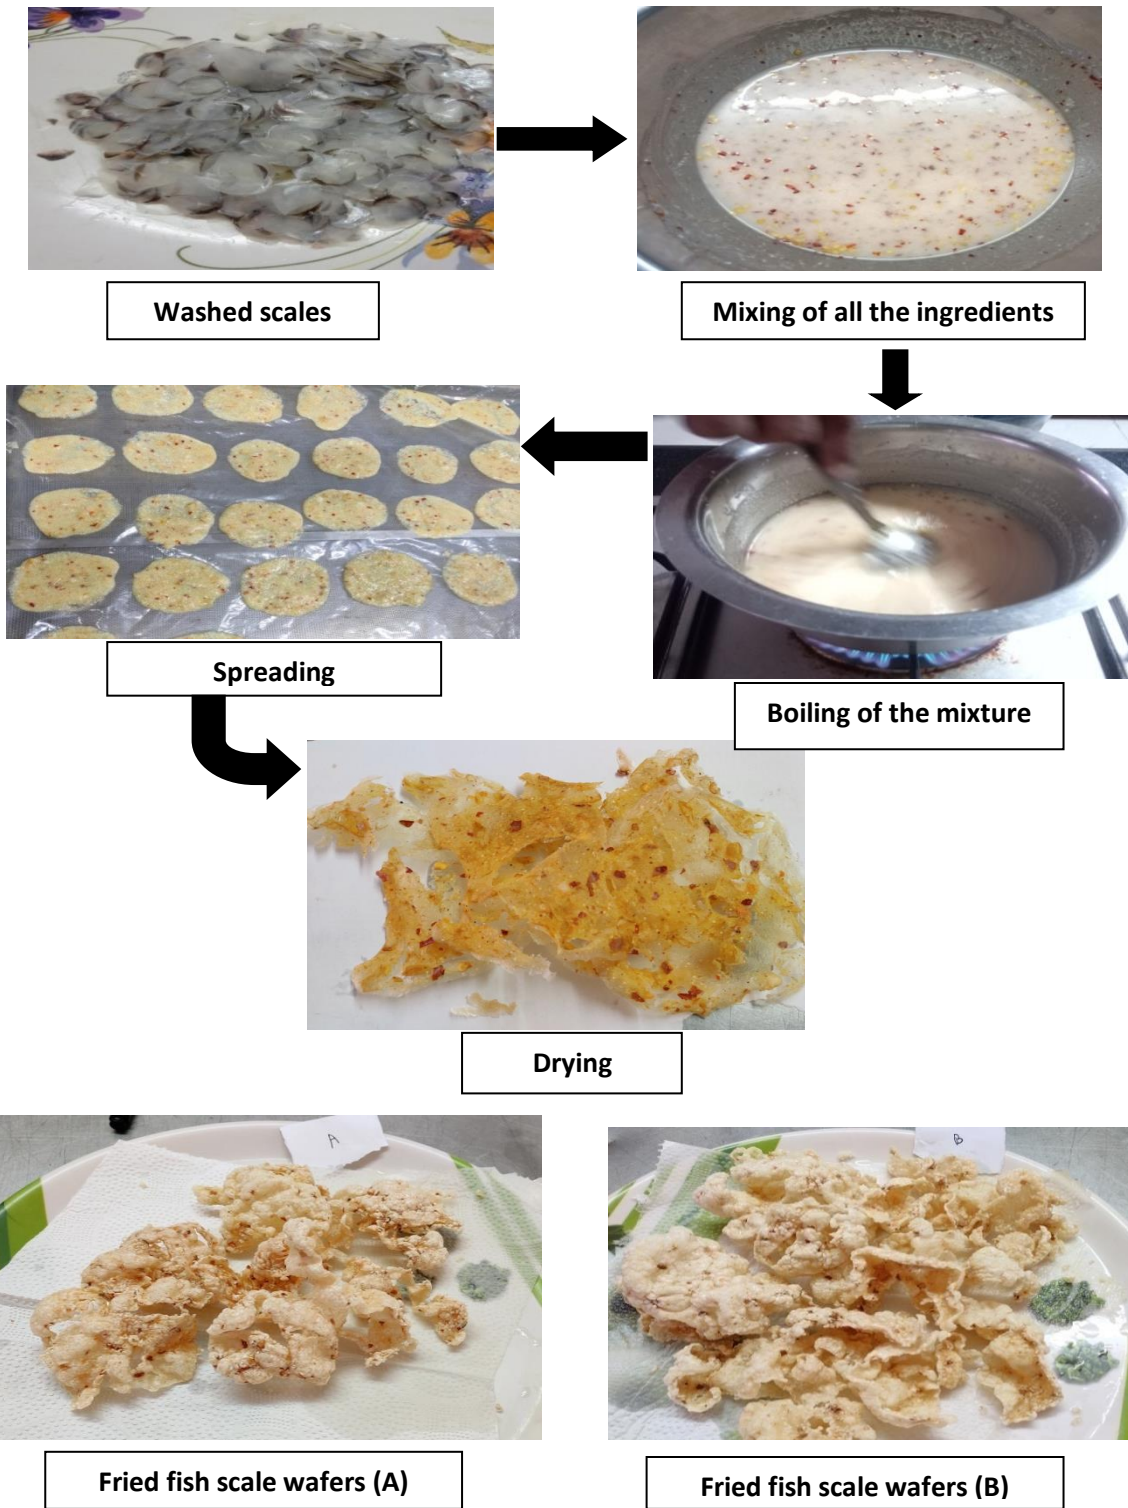 Washed scales
Mixing of all the ingredients
Spreading
Boiling of the mixture
Drying
A
B
Fried fish scale wafers (A)
Fried fish scale wafers (B)